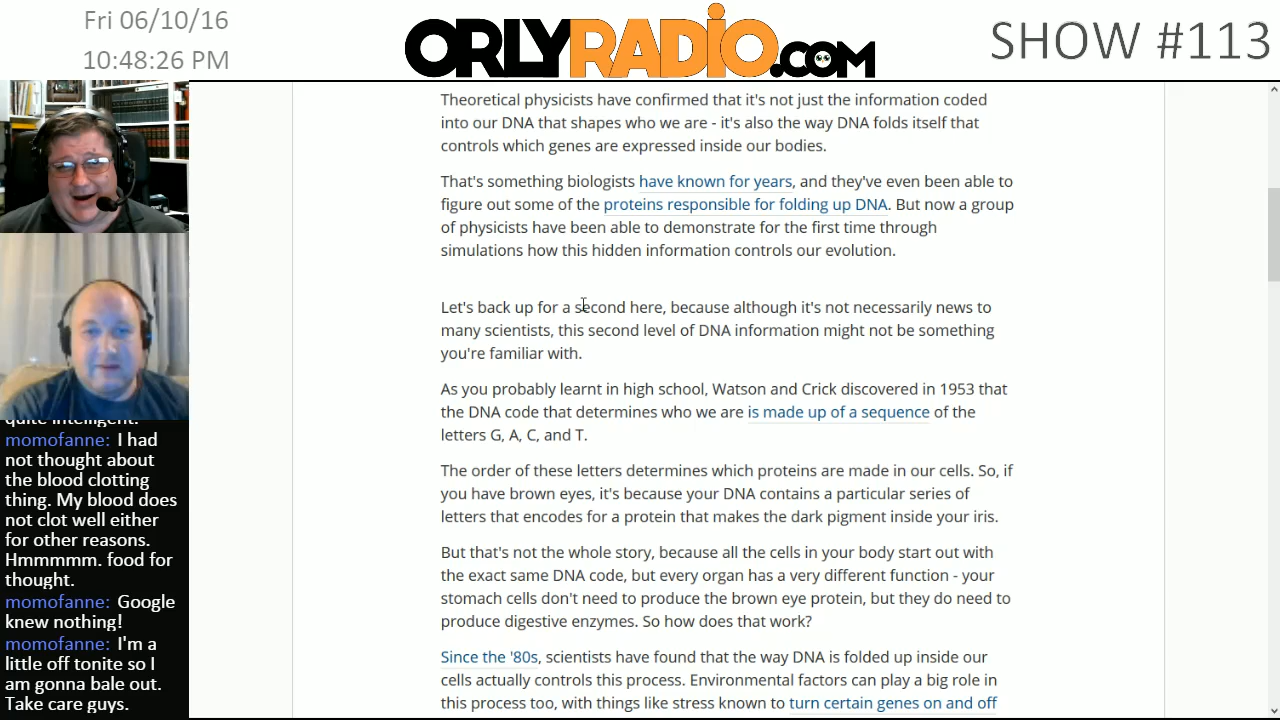 Fri 06/10/16
10:48:26 PM
ORLYRADIO.COM
SHOW #113
Theoretical physicists have confirmed that it's not just the information coded
into our DNA that shapes who we are - it's also the way DNA folds itself that
controls which genes are expressed inside our bodies.
That's something biologists have known for years, and they've even been able to
figure out some of the proteins responsible for folding up DNA. But now a group
of physicists have been able to demonstrate for the first time through
simulations how this hidden information controls our evolution.
Let's back up for a second here, because although it's not necessarily news to
many scientists, this second level of DNA information might not be something
you're familiar with.
As you probably learnt in high school, Watson and Crick discovered in 1953 that
the DNA code that determines who we are is made up of a sequence of the
letters G, A, C, and T.
The order of these letters determines which proteins are made in our cells. So, if
you have brown eyes, it's because your DNA contains a particular series of
letters that encodes for a protein that makes the dark pigment inside your iris.
But that's not the whole story, because all the cells in your body start out with
the exact same DNA code, but every organ has a very different function - your
stomach cells don't need to produce the brown eye protein, but they do need to
produce digestive enzymes. So how does that work?
Since the '80s, scientists have found that the way DNA is folded up inside our
cells actually controls this process. Environmental factors can play a big role in
this process too, with things like stress known to turn certain genes on and off
quite intelligent.
momofanne: I had
not thought about
the blood clotting
thing. My blood does
not clot well either
for other reasons.
Hmmmmm. food for
thought.
momofanne: Google
knew nothing!
momofanne: I'm a
little off tonite so I
am gonna bale out.
Take care guys.